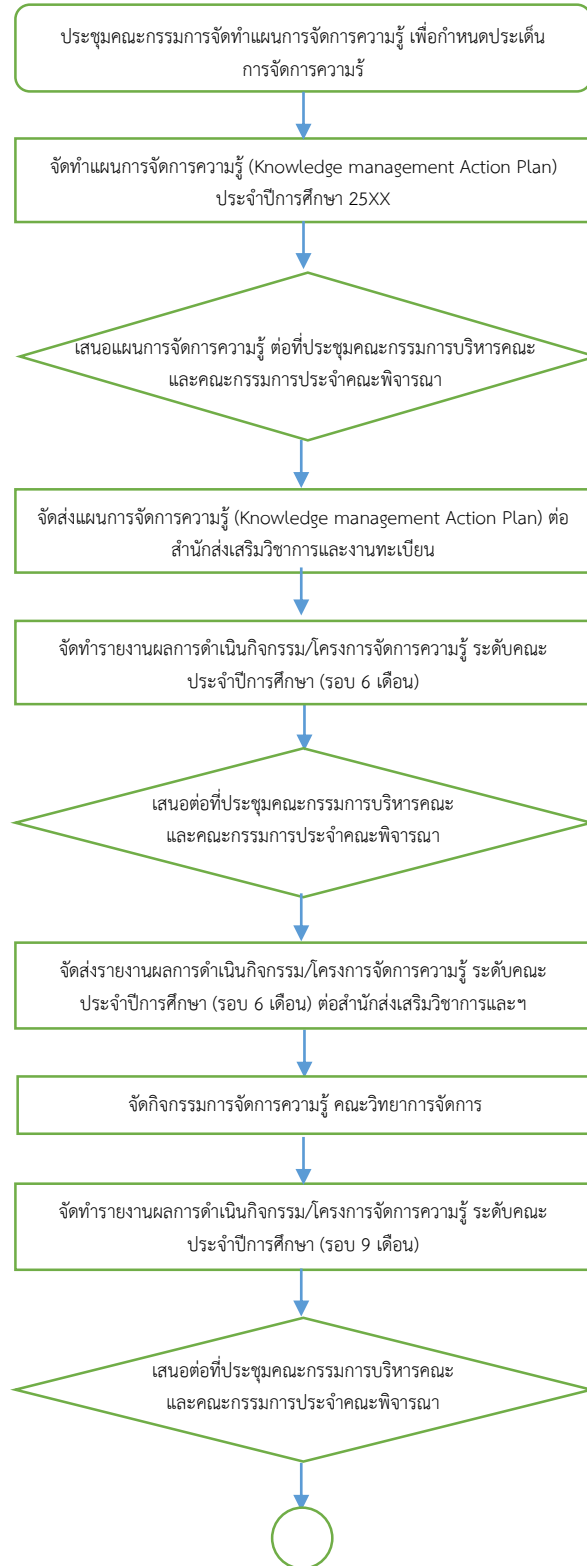 ประชุมคณะกรรมการจัดทำแผนการจัดการความรู้ เพื่อกำหนดประเด็น
การจัดการความรู้
จัดทำแผนการจัดการความรู้ (Knowledge management Action Plan)
ประจำปีการศึกษา 25XX
เสนอแผนการจัดการความรู้ ต่อที่ประชุมคณะกรรมการบริหารคณะ
และคณะกรรมการประจำคณะพิจารณา
จัดส่งแผนการจัดการความรู้ (Knowledge management Action Plan) ต่อ
สำนักส่งเสริมวิชาการและงานทะเบียน
จัดทำรายงานผลการดำเนินกิจกรรม/โครงการจัดการความรู้ ระดับคณะ
ประจำปีการศึกษา (รอบ 6 เดือน)
เสนอต่อที่ประชุมคณะกรรมการบริหารคณะ
และคณะกรรมการประจำคณะพิจารณา
จัดส่งรายงานผลการดำเนินกิจกรรม/โครงการจัดการความรู้ ระดับคณะ
ประจำปีการศึกษา (รอบ 6 เดือน) ต่อสำนักส่งเสริมวิชาการและฯ
จัดกิจกรรมการจัดการความรู้ คณะวิทยาการจัดการ
จัดทำรายงานผลการดำเนินกิจกรรม/โครงการจัดการความรู้ ระดับคณะ
ประจำปีการศึกษา (รอบ 9 เดือน)
เสนอต่อที่ประชุมคณะกรรมการบริหารคณะ
และคณะกรรมการประจำคณะพิจารณา